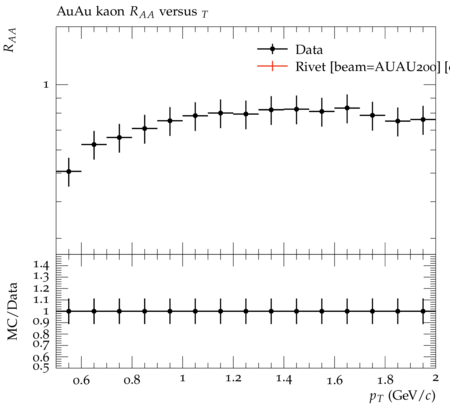 AuAu kaon R_AA versus _T
R_AA
Data
Rivet [beam=AUAU200] [
1
MC/Data
1.4
1.3
1.2
1.1
1
0.9
0.8
0.7
0.6
0.5
0.6 0.8 1 1.2 1.4 1.6 1.8 2
p_T (GeV/c)